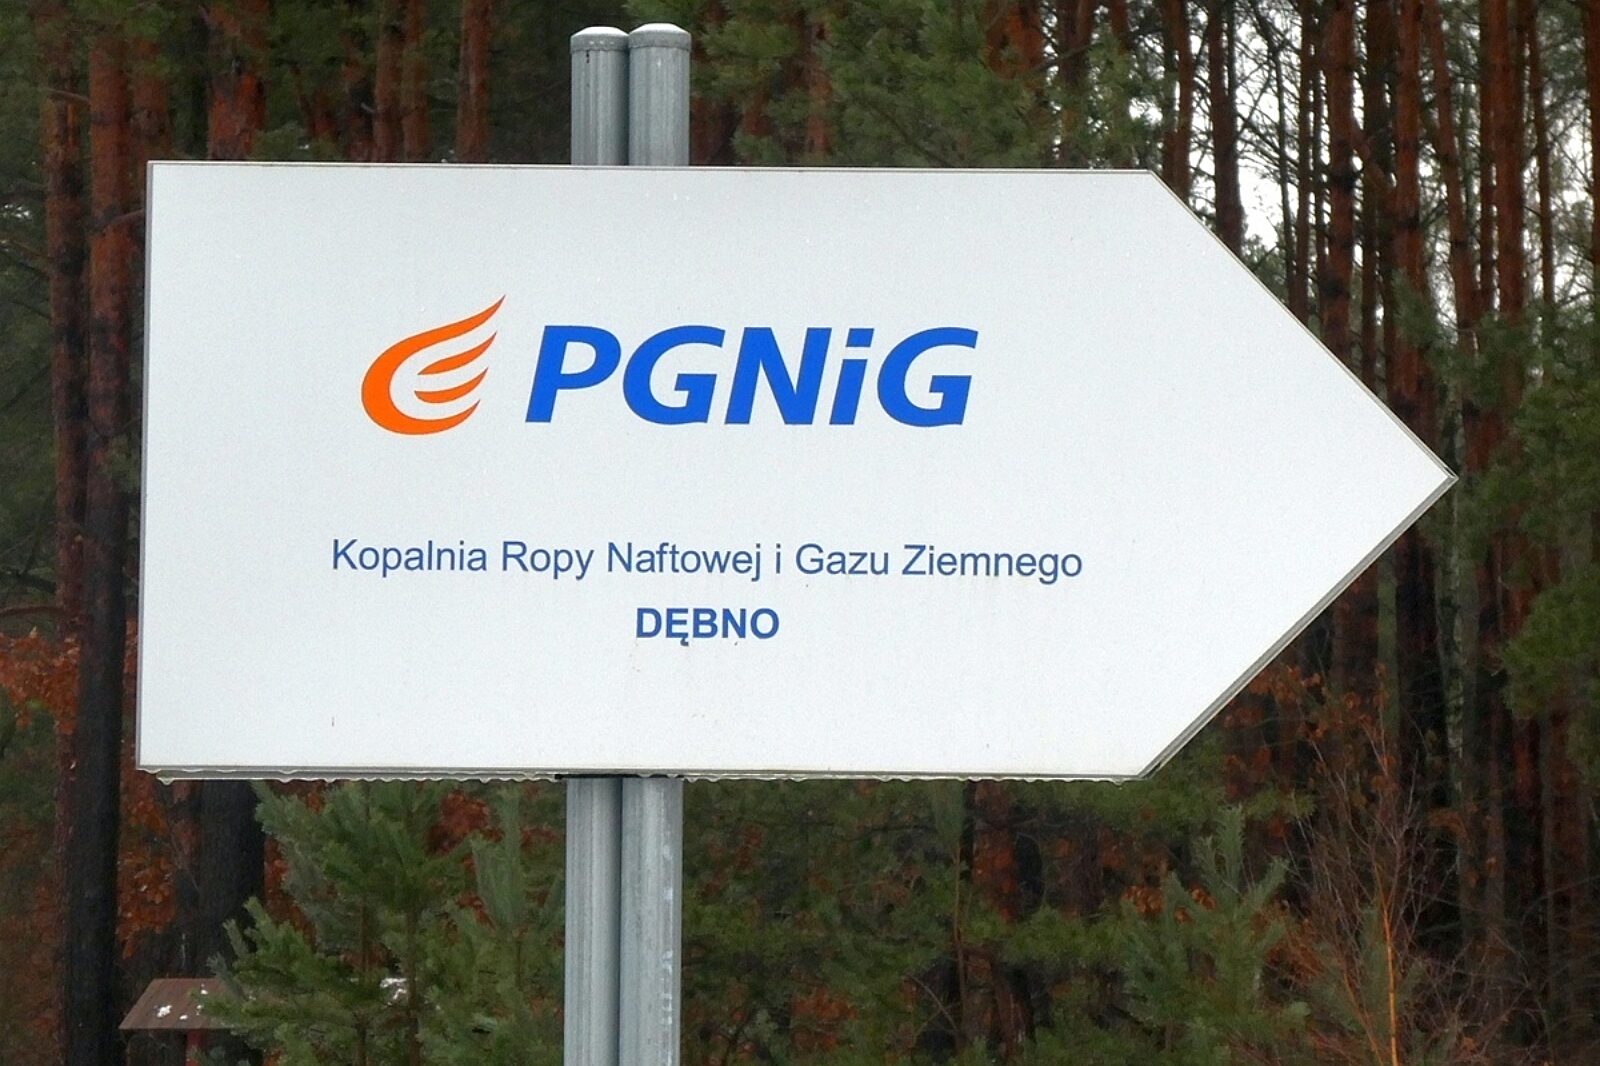 PGNiG
Kopalnia Ropy Naftowej i Gazu Ziemnego
DĘBNO